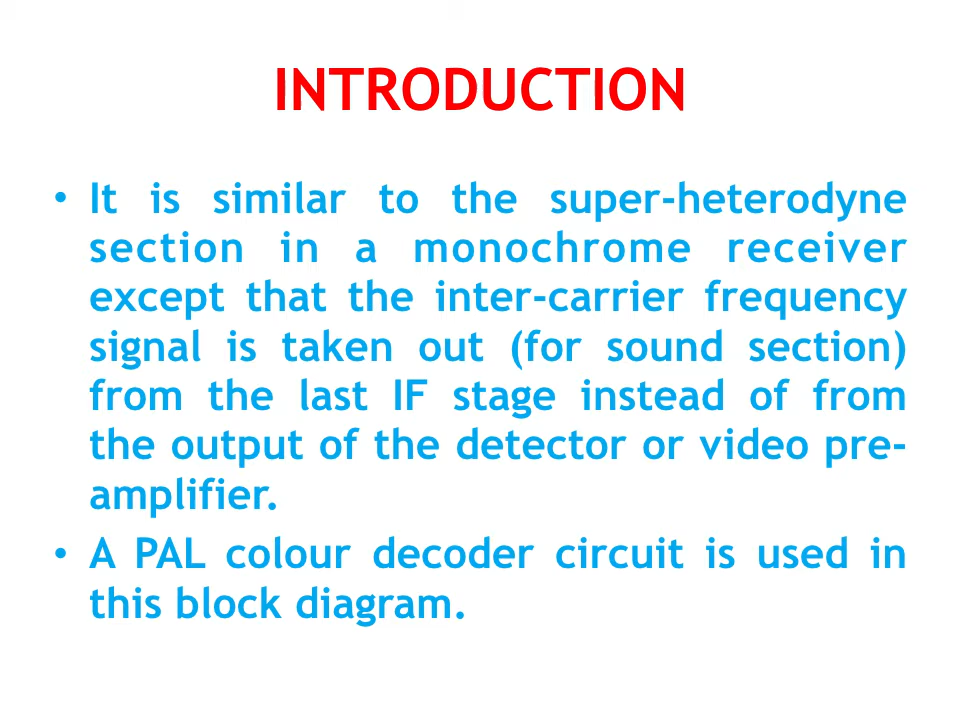 INTRODUCTION
• It is similar to the super-heterodyne
section in a monochrome receiver
except that the inter-carrier frequency
signal is taken out (for sound section)
from the last IF stage instead of from
the output of the detector or video pre-
amplifier.
• A PAL colour decoder circuit is used in
this block diagram.